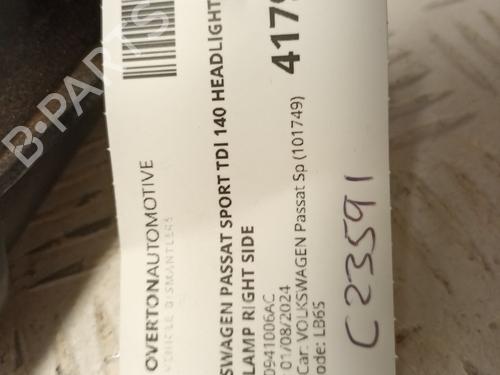 OVERTONAUTOMOTIVE
VEHICLE DISMANTLERS
SWAGEN PASSAT SPORT TDI 140 HEADLIGHT
LAMP RIGHT SIDE
0941006AC
01/08/2024
Car: VOLKSWAGEN Passat Sp (101749)
ode: LB65
4179
C23591
B-PARTS